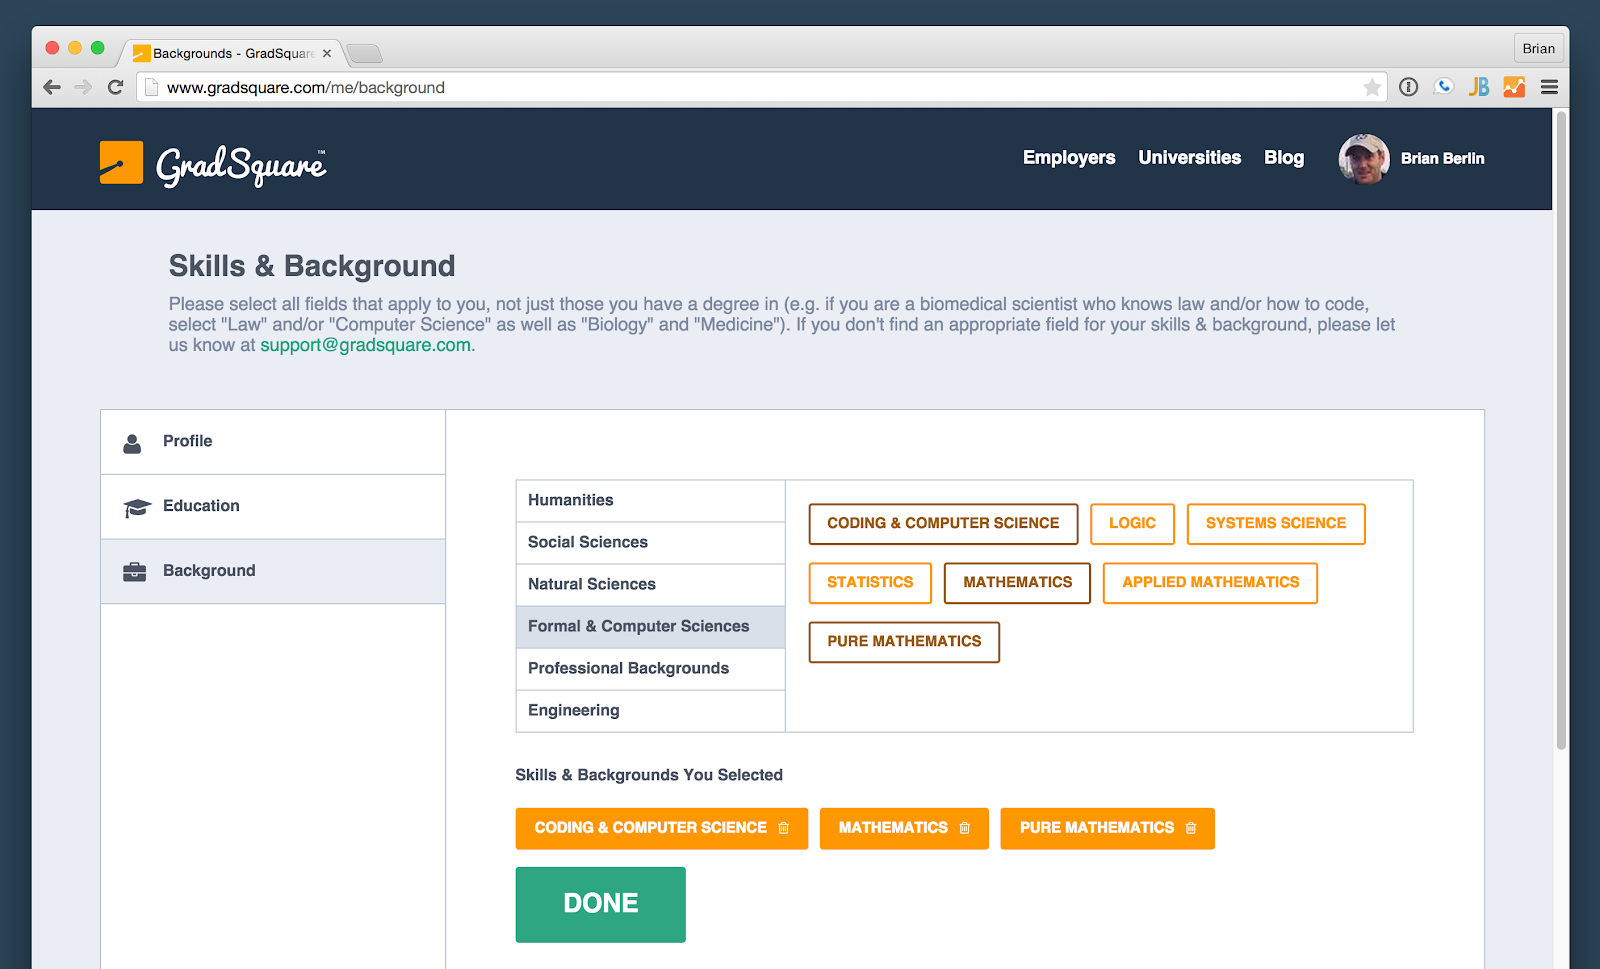 Backgrounds - GradSquare
Brian
www.gradsquare.com/me/background
JB
GradSquare™
Employers Universities Blog Brian Berlin
Skills & Background
Please select all fields that apply to you, not just those you have a degree in (e.g. if you are a biomedical scientist who knows law and/or how to code,
select "Law" and/or "Computer Science" as well as "Biology" and "Medicine"). If you don't find an appropriate field for your skills & background, please let
us know at support@gradsquare.com.
Profile
Education
Background
Humanities
Social Sciences
Natural Sciences
Formal & Computer Sciences
Professional Backgrounds
Engineering
CODING & COMPUTER SCIENCE LOGIC SYSTEMS SCIENCE
STATISTICS MATHEMATICS APPLIED MATHEMATICS
PURE MATHEMATICS
Skills & Backgrounds You Selected
CODING & COMPUTER SCIENCE MATHEMATICS PURE MATHEMATICS
DONE